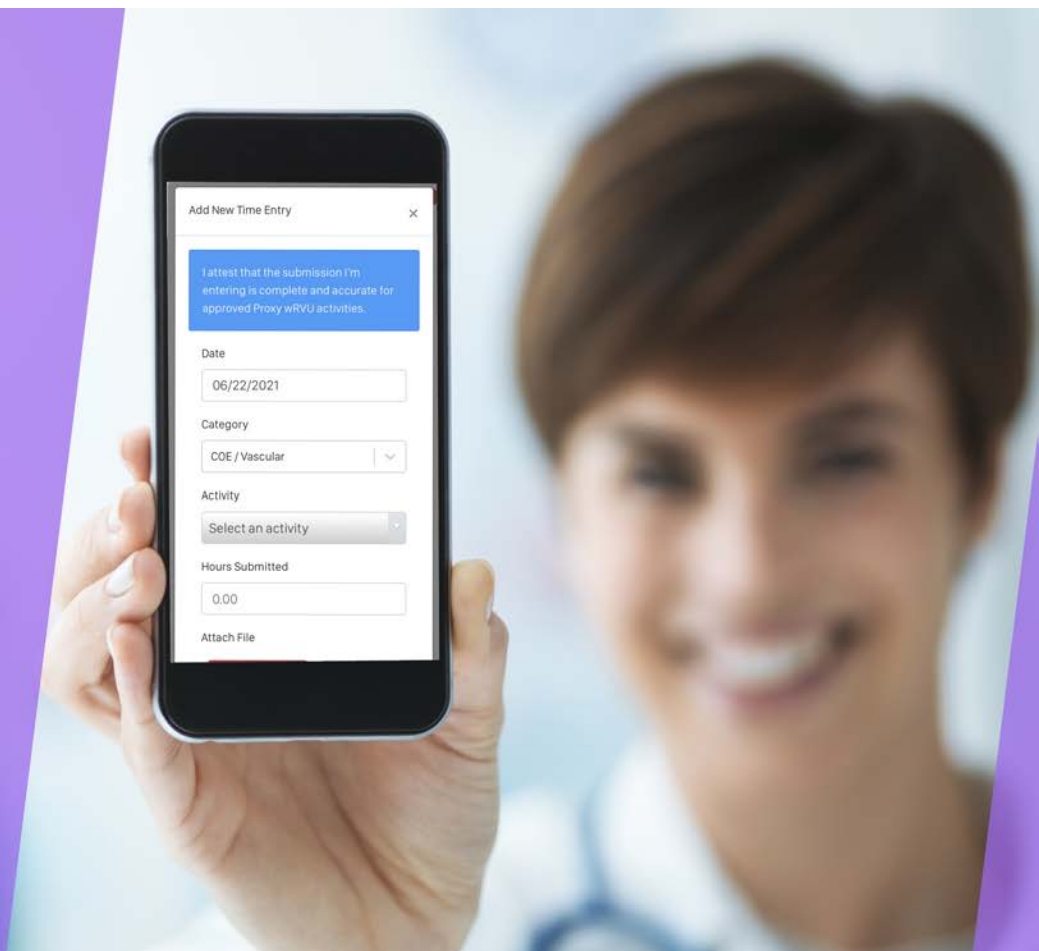 Add New Time Entry
I attest that the submission I'm
entering is complete and accurate for
approved Proxy wRVU activities.
Date
06/22/2021
Category
COE / Vascular
Activity
Select an activity
Hours Submitted
0.00
Attach File